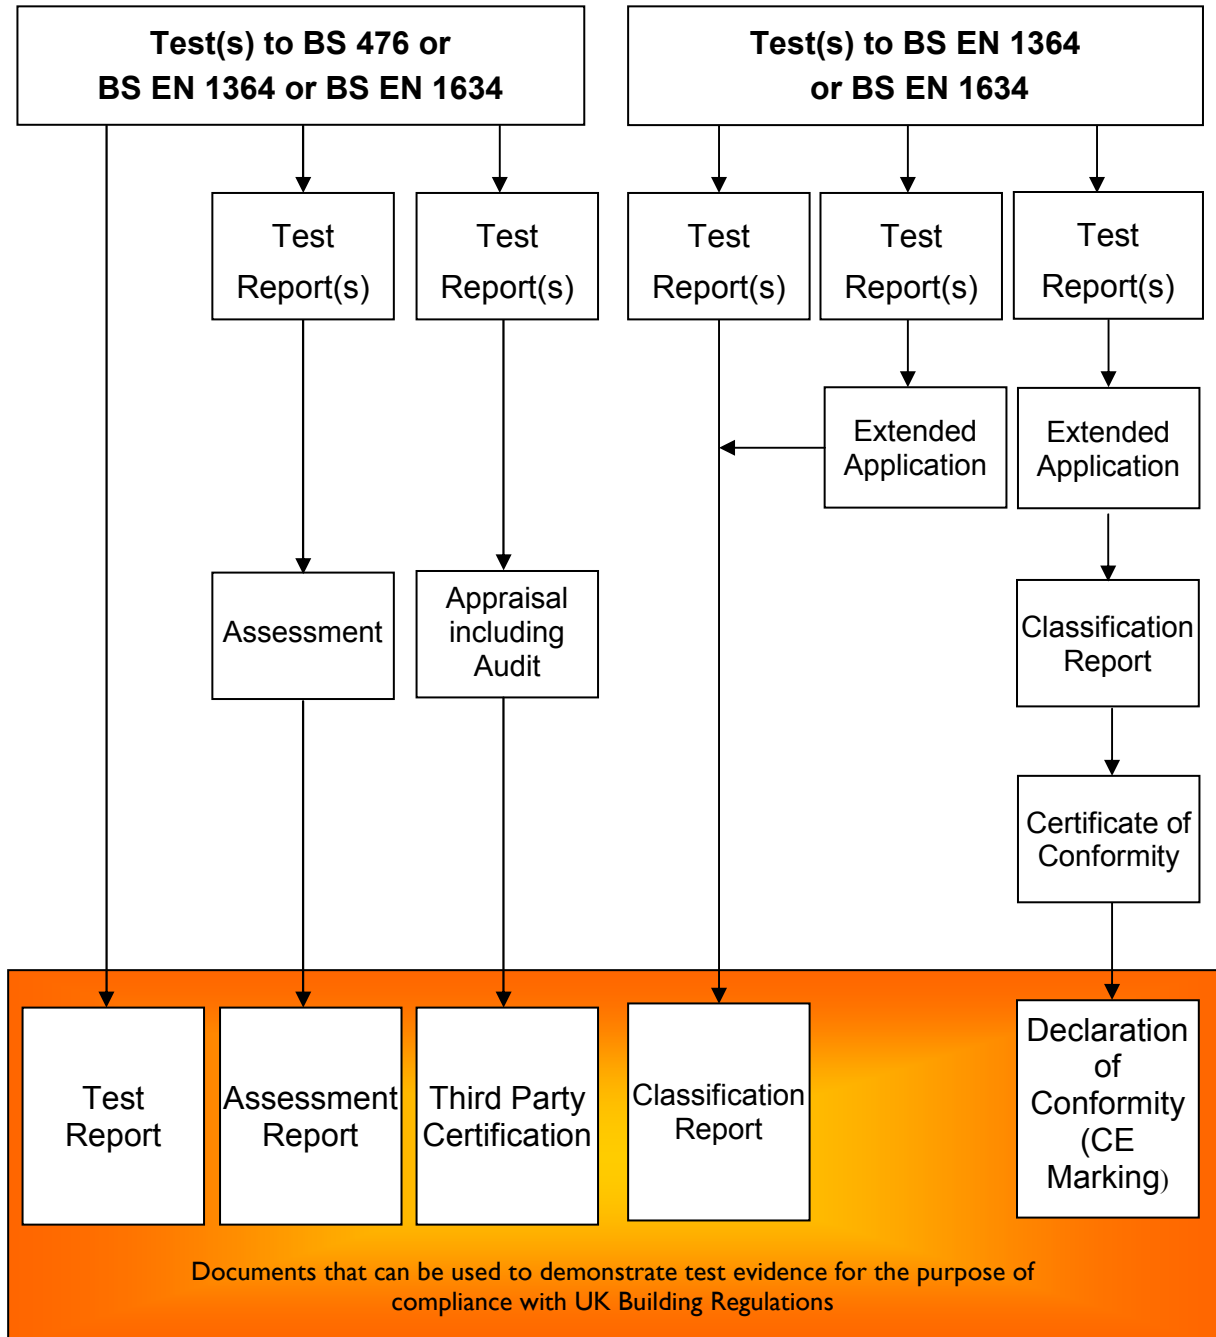 Test(s) to BS 476 or
BS EN 1364 or BS EN 1634
Test(s) to BS EN 1364
or BS EN 1634
Test
Report(s)
Test
Report(s)
Test
Report(s)
Test
Report(s)
Test
Report(s)
Extended
Application
Extended
Application
Assessment
Appraisal
including
Audit
Classification
Report
Certificate of
Conformity
Test
Report
Assessment
Report
Third Party
Certification
Classification
Report
Declaration
of
Conformity
(CE
Marking)
Documents that can be used to demonstrate test evidence for the purpose of
compliance with UK Building Regulations